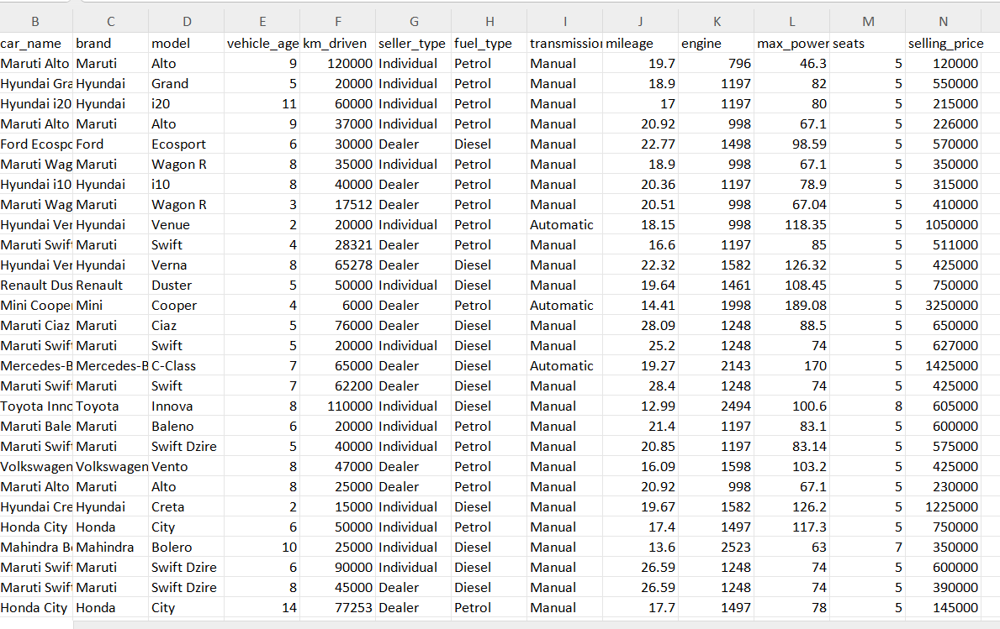 B C D E F G H I J K L M N
car_name brand model vehicle_age km_driven seller_type fuel_type transmission mileage engine max_power seats selling_price
Maruti Alto Maruti Alto 9 120000 Individual Petrol Manual 19.7 796 46.3 5 120000
Hyundai Gra Hyundai Grand 5 20000 Individual Petrol Manual 18.9 1197 82 5 550000
Hyundai i20 Hyundai i20 11 60000 Individual Petrol Manual 17 1197 80 5 215000
Maruti Alto Maruti Alto 9 37000 Individual Petrol Manual 20.92 998 67.1 5 226000
Ford Ecospo Ford Ecosport 6 30000 Dealer Diesel Manual 22.77 1498 98.59 5 570000
Maruti Wag Maruti Wagon R 8 35000 Individual Petrol Manual 18.9 998 67.1 5 350000
Hyundai i10 Hyundai i10 8 40000 Dealer Petrol Manual 20.36 1197 78.9 5 315000
Maruti Wag Maruti Wagon R 3 17512 Dealer Petrol Manual 20.51 998 67.04 5 410000
Hyundai Ven Hyundai Venue 2 20000 Individual Petrol Automatic 18.15 998 118.35 5 1050000
Maruti Swift Maruti Swift 4 28321 Dealer Petrol Manual 16.6 1197 85 5 511000
Hyundai Ver Hyundai Verna 8 65278 Dealer Diesel Manual 22.32 1582 126.32 5 425000
Renault Dus Renault Duster 5 50000 Individual Diesel Manual 19.64 1461 108.45 5 750000
Mini Cooper Mini Cooper 4 6000 Dealer Petrol Automatic 14.41 1998 189.08 5 3250000
Maruti Ciaz Maruti Ciaz 5 76000 Dealer Diesel Manual 28.09 1248 88.5 5 650000
Maruti Swift Maruti Swift 5 20000 Individual Diesel Manual 25.2 1248 74 5 627000
Mercedes-B Mercedes-B C-Class 7 65000 Dealer Diesel Automatic 19.27 2143 170 5 1425000
Maruti Swift Maruti Swift 7 62200 Dealer Diesel Manual 28.4 1248 74 5 425000
Toyota Inno Toyota Innova 8 110000 Individual Diesel Manual 12.99 2494 100.6 8 605000
Maruti Bale Maruti Baleno 6 20000 Individual Petrol Manual 21.4 1197 83.1 5 600000
Maruti Swift Maruti Swift Dzire 5 40000 Individual Petrol Manual 20.85 1197 83.14 5 575000
Volkswagen Volkswagen Vento 8 47000 Dealer Petrol Manual 16.09 1598 103.2 5 425000
Maruti Alto Maruti Alto 8 25000 Dealer Petrol Manual 20.92 998 67.1 5 230000
Hyundai Cre Hyundai Creta 2 15000 Individual Diesel Manual 19.67 1582 126.2 5 1225000
Honda City Honda City 6 50000 Individual Petrol Manual 17.4 1497 117.3 5 750000
Mahindra Bo Mahindra Bolero 10 25000 Individual Diesel Manual 13.6 2523 63 7 350000
Maruti Swift Maruti Swift Dzire 6 90000 Individual Diesel Manual 26.59 1248 74 5 600000
Maruti Swift Maruti Swift Dzire 8 45000 Dealer Diesel Manual 26.59 1248 74 5 390000
Honda City Honda City 14 77253 Dealer Petrol Manual 17.7 1497 78 5 145000